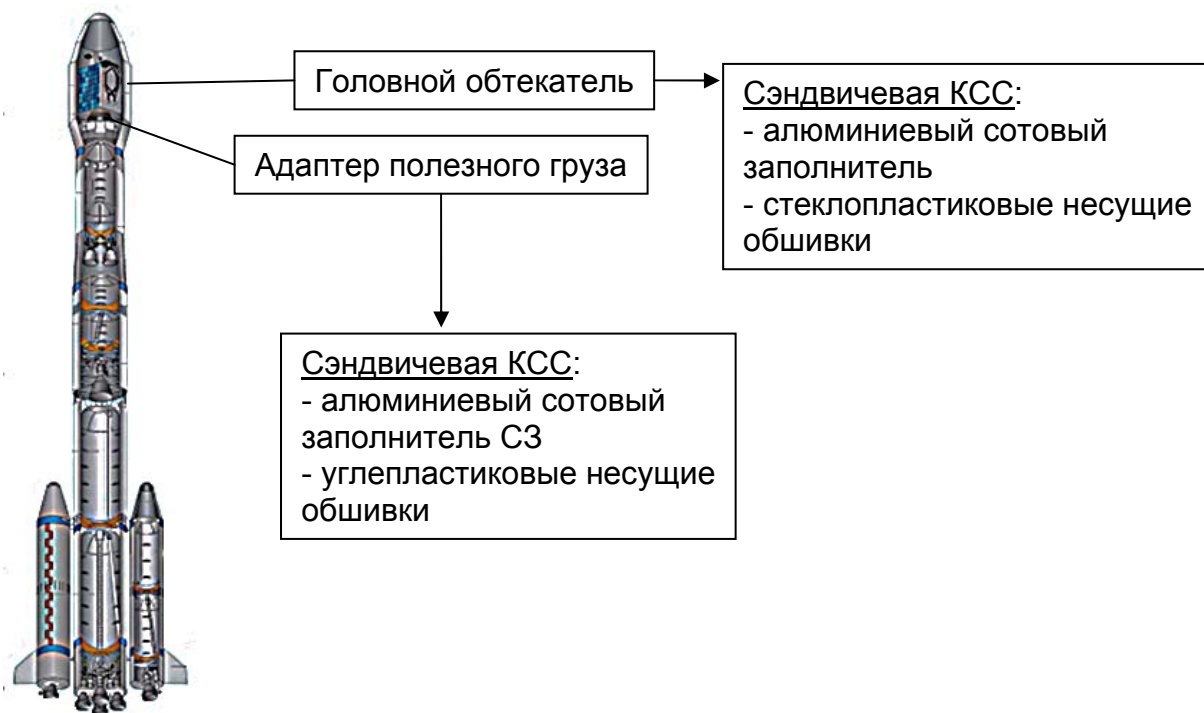 Головной обтекатель
Сэндвичевая КСС:
- алюминиевый сотовый
заполнитель
- стеклопластиковые несущие
обшивки
Адаптер полезного груза
Сэндвичевая КСС:
- алюминиевый сотовый
заполнитель СЗ
- углепластиковые несущие
обшивки